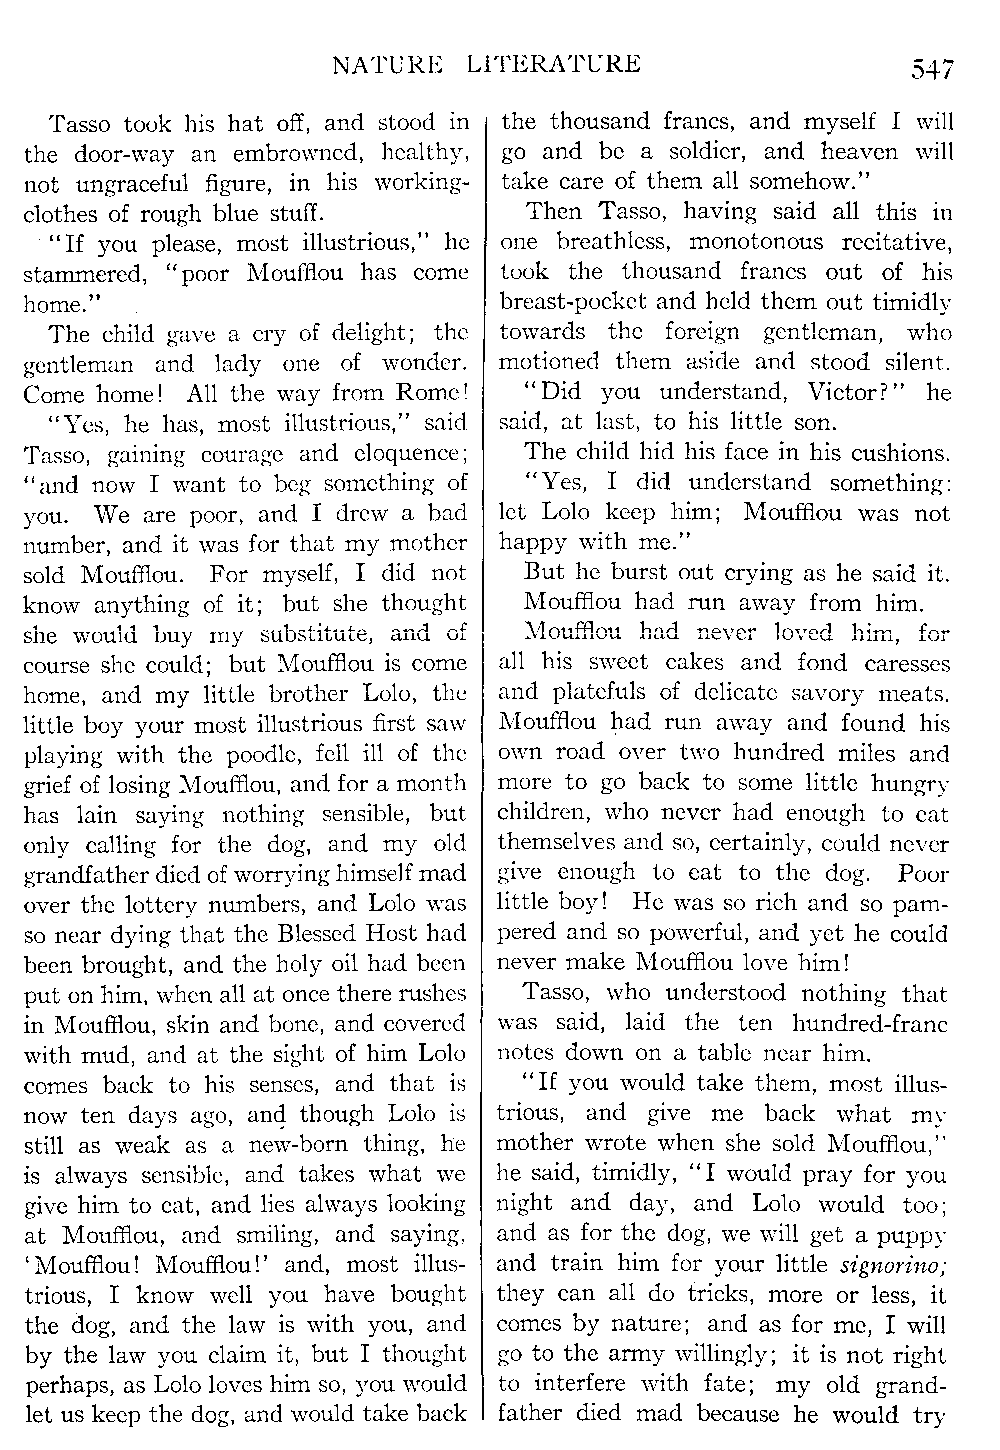 NATURE LITERATURE 547
Tasso took his hat off, and stood in
the door-way an embrowned, healthy,
not ungraceful figure, in his working-
clothes of rough blue stuff.
"If you please, most illustrious," he
stammered, "poor Moufflou has come
home."
The child gave a cry of delight; the
gentleman and lady one of wonder.
Come home! All the way from Rome!
"Yes, he has, most illustrious," said
Tasso, gaining courage and eloquence;
"and now I want to beg something of
you. We are poor, and I drew a bad
number, and it was for that my mother
sold Moufflou. For myself, I did not
know anything of it; but she thought
she would buy my substitute, and of
course she could; but Moufflou is come
home, and my little brother Lolo, the
little boy your most illustrious first saw
playing with the poodle, fell ill of the
grief of losing Moufflou, and for a month
has lain saying nothing sensible, but
only calling for the dog, and my old
grandfather died of worrying himself mad
over the lottery numbers, and Lolo was
so near dying that the Blessed Host had
been brought, and the holy oil had been
put on him, when all at once there rushes
in Moufflou, skin and bone, and covered
with mud, and at the sight of him Lolo
comes back to his senses, and that is
now ten days ago, and though Lolo is
still as weak as a new-born thing, he
is always sensible, and takes what we
give him to eat, and lies always looking
at Moufflou, and smiling, and saying,
'Moufflou! Moufflou!' and, most illus-
trious, I know well you have bought
the dog, and the law is with you, and
by the law you claim it, but I thought
perhaps, as Lolo loves him so, you would
let us keep the dog, and would take back
the thousand francs, and myself I will
go and be a soldier, and heaven will
take care of them all somehow."
Then Tasso, having said all this in
one breathless, monotonous recitative,
took the thousand francs out of his
breast-pocket and held them out timidly
towards the foreign gentleman, who
motioned them aside and stood silent.
"Did you understand, Victor?" he
said, at last, to his little son.
The child hid his face in his cushions.
"Yes, I did understand something:
let Lolo keep him; Moufflou was not
happy with me."
But he burst out crying as he said it.
Moufflou had run away from him.
Moufflou had never loved him, for
all his sweet cakes and fond caresses
and platefuls of delicate savory meats.
Moufflou had run away and found his
own road over two hundred miles and
more to go back to some little hungry
children, who never had enough to eat
themselves and so, certainly, could never
give enough to eat to the dog. Poor
little boy! He was so rich and so pam-
pered and so powerful, and yet he could
never make Moufflou love him!
Tasso, who understood nothing that
was said, laid the ten hundred-franc
notes down on a table near him.
"If you would take them, most illus-
trious, and give me back what my
mother wrote when she sold Moufflou,"
he said, timidly, "I would pray for you
night and day, and Lolo would too;
and as for the dog, we will get a puppy
and train him for your little signorino;
they can all do tricks, more or less, it
comes by nature; and as for me, I will
go to the army willingly; it is not right
to interfere with fate; my old grand-
father died mad because he would try